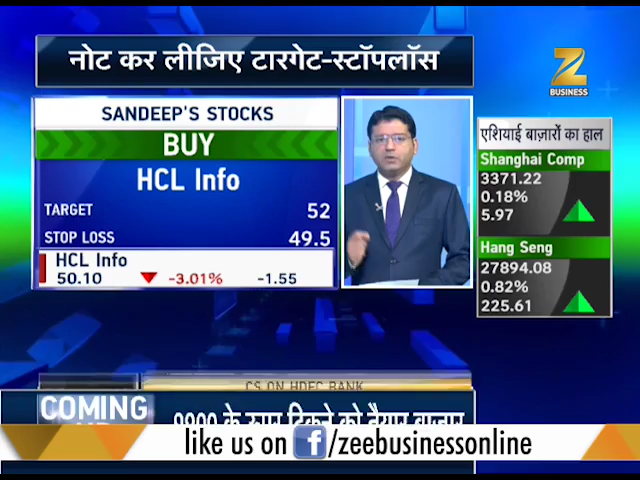 नोट कर लीजिए टारगेट-स्टॉपलॉस
Z
BUSINESS
SANDEEP'S STOCKS
BUY
HCL Info
TARGET 52
STOP LOSS 49.5
HCL Info
50.10 -3.01% -1.55
एशियाई बाज़ारों का हाल
Shanghai Comp
3371.22
0.18%
5.97
Hang Seng
27894.08
0.82%
225.61
CS ON HDFC BANK
COMING
के ऊपर टिकने को तैयार बाज़ार
like us on f/zeebusinessonline